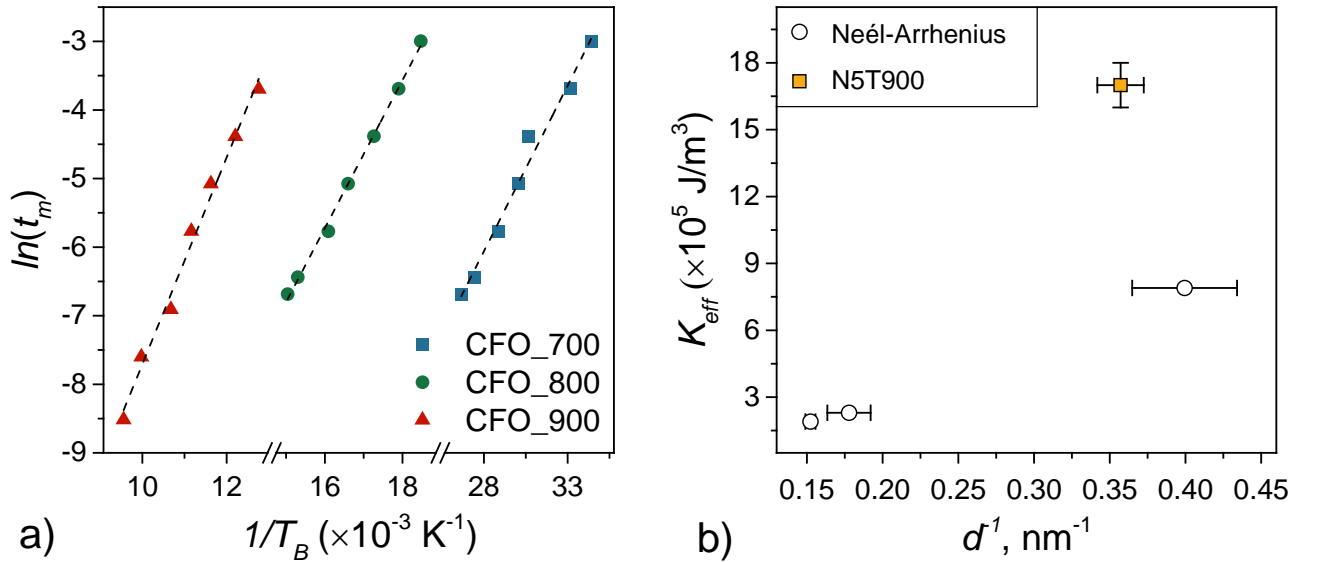 -3
-4
-5
-6
-7
-8
-9
ln(t_m)
10
12
16
18
28
33
1/T_B (×10^-3 K^-1)
CFO_700
CFO_800
CFO_900
a)
18
15
12
9
6
3
K_eff (×10^5 J/m^3)
0.15
0.20
0.25
0.30
0.35
0.40
0.45
d^-1, nm^-1
Neél-Arrhenius
N5T900
b)